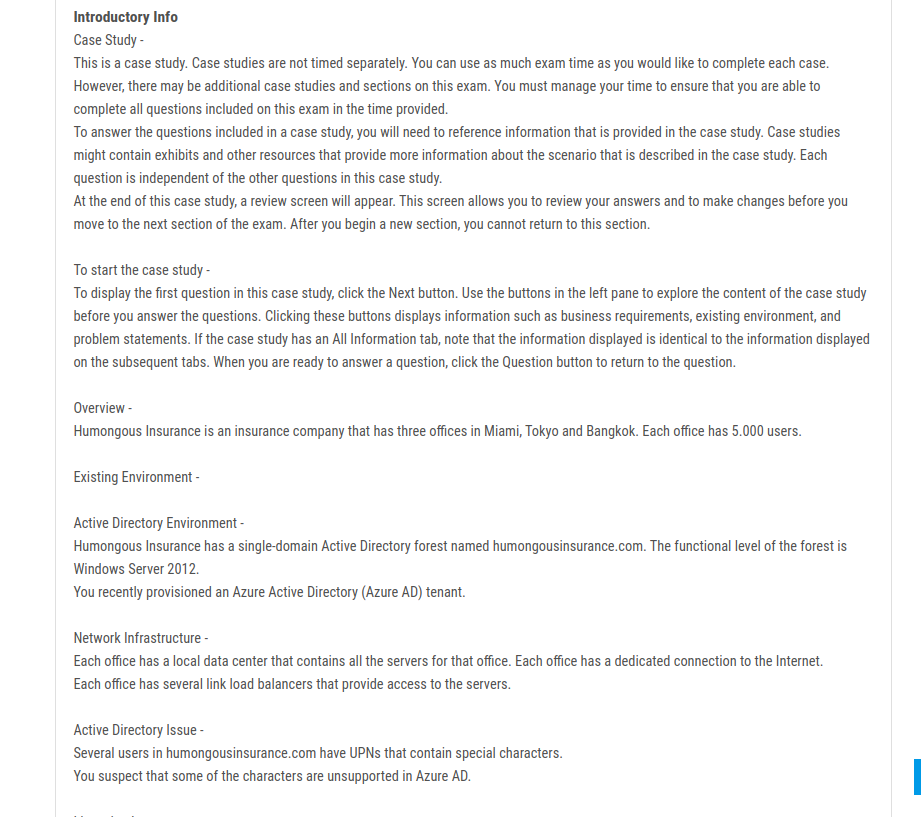 Introductory Info
Case Study -
This is a case study. Case studies are not timed separately. You can use as much exam time as you would like to complete each case.
However, there may be additional case studies and sections on this exam. You must manage your time to ensure that you are able to
complete all questions included on this exam in the time provided.
To answer the questions included in a case study, you will need to reference information that is provided in the case study. Case studies
might contain exhibits and other resources that provide more information about the scenario that is described in the case study. Each
question is independent of the other questions in this case study.
At the end of this case study, a review screen will appear. This screen allows you to review your answers and to make changes before you
move to the next section of the exam. After you begin a new section, you cannot return to this section.
To start the case study -
To display the first question in this case study, click the Next button. Use the buttons in the left pane to explore the content of the case study
before you answer the questions. Clicking these buttons displays information such as business requirements, existing environment, and
problem statements. If the case study has an All Information tab, note that the information displayed is identical to the information displayed
on the subsequent tabs. When you are ready to answer a question, click the Question button to return to the question.
Overview -
Humongous Insurance is an insurance company that has three offices in Miami, Tokyo and Bangkok. Each office has 5.000 users.
Existing Environment -
Active Directory Environment -
Humongous Insurance has a single-domain Active Directory forest named humongousinsurance.com. The functional level of the forest is
Windows Server 2012.
You recently provisioned an Azure Active Directory (Azure AD) tenant.
Network Infrastructure -
Each office has a local data center that contains all the servers for that office. Each office has a dedicated connection to the Internet.
Each office has several link load balancers that provide access to the servers.
Active Directory Issue -
Several users in humongousinsurance.com have UPNs that contain special characters.
You suspect that some of the characters are unsupported in Azure AD.